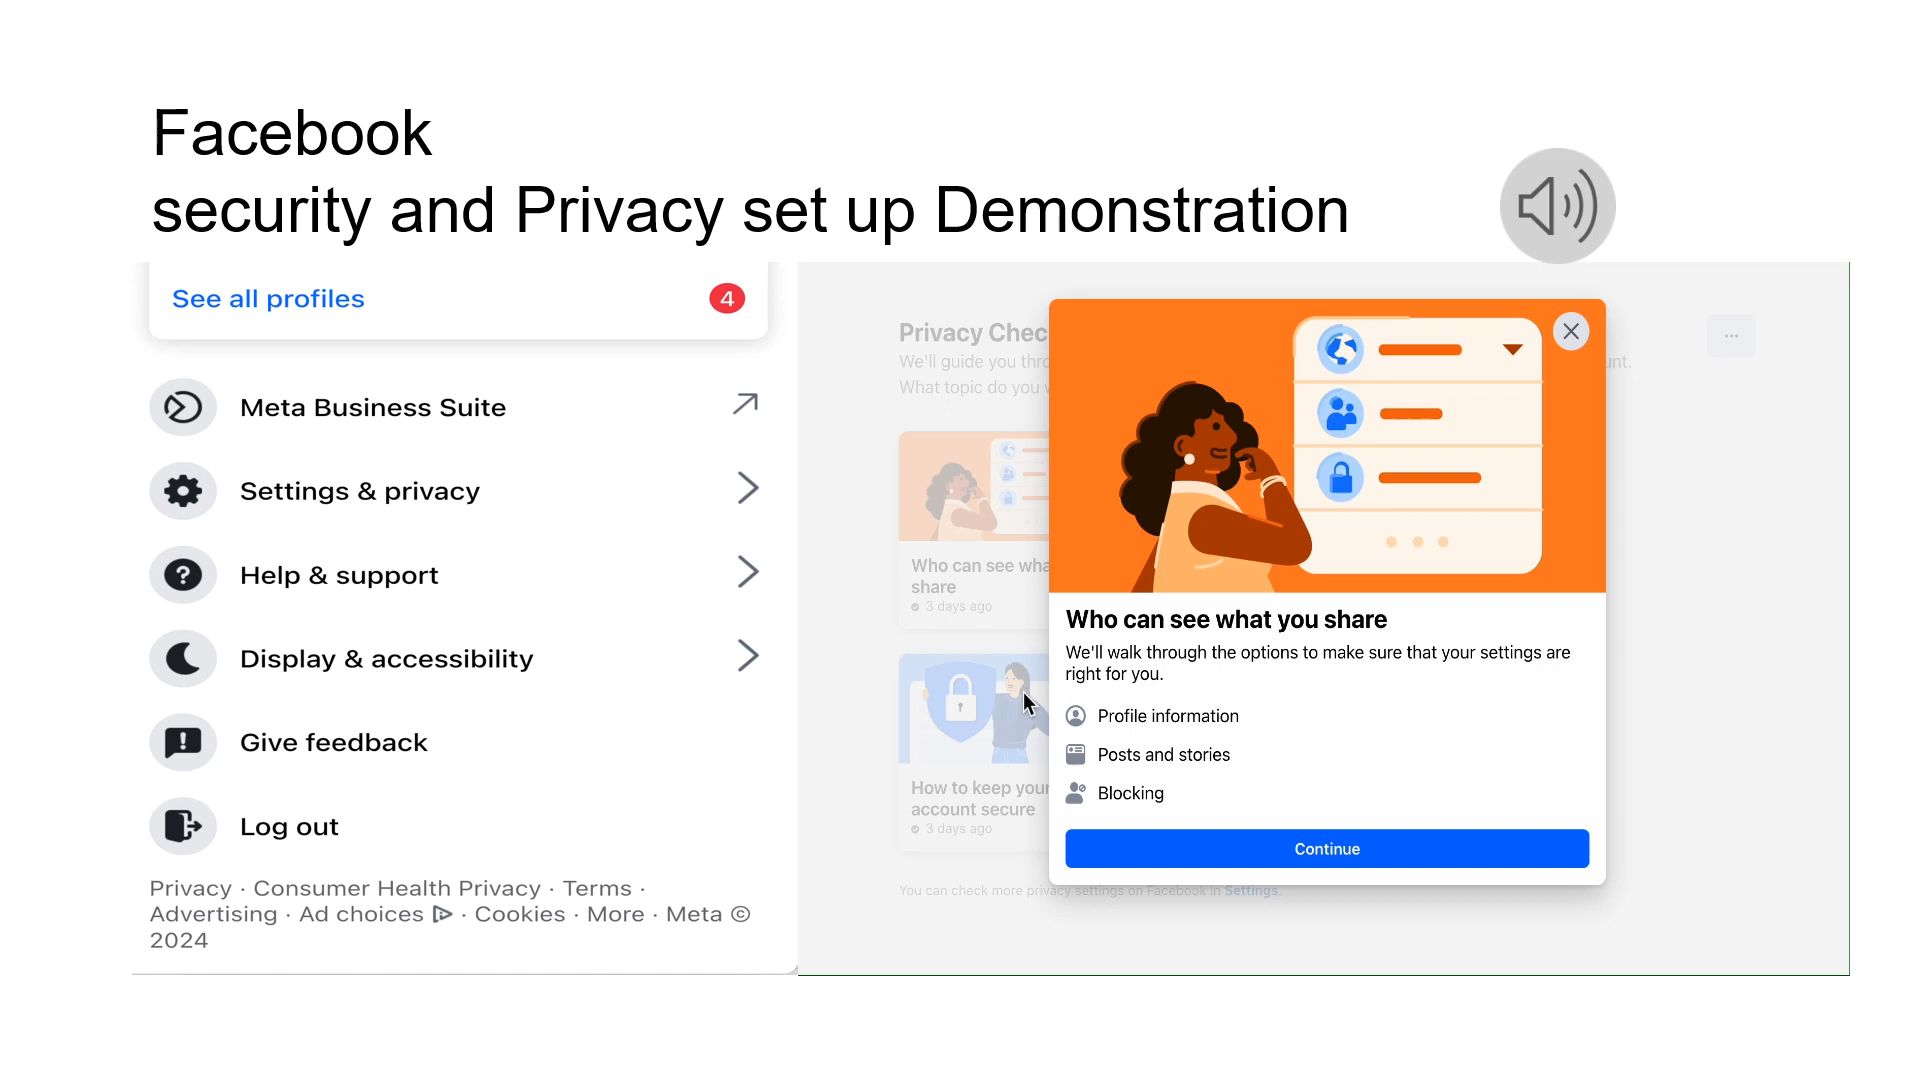 Facebook
security and Privacy set up Demonstration
See all profiles
4
Meta Business Suite
Settings & privacy
Help & support
Display & accessibility
Give feedback
Log out
Privacy · Consumer Health Privacy · Terms ·
Advertising · Ad choices · Cookies · More · Meta ©
2024
Privacy Chec
We'll guide you thr
unt.
What topic do you
Who can see wha
share
3 days ago
How to keep your
account secure
3 days ago
You can check more privacy settings on Facebook in Settings.
Who can see what you share
We'll walk through the options to make sure that your settings are
right for you.
Profile information
Posts and stories
Blocking
Continue